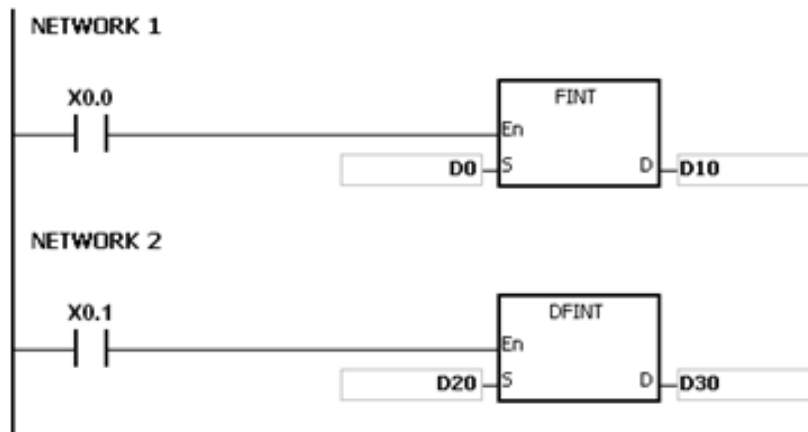 NETWORK 1
X0.0
FINT
En
D0 S D D10
NETWORK 2
X0.1
DFINT
En
D20 S D D30